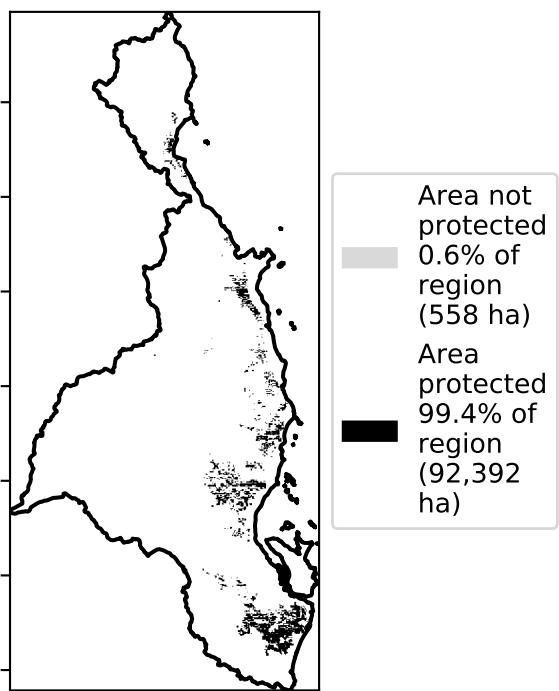 Area not
protected
0.6% of
region
(558 ha)
Area
protected
99.4% of
region
(92,392
ha)